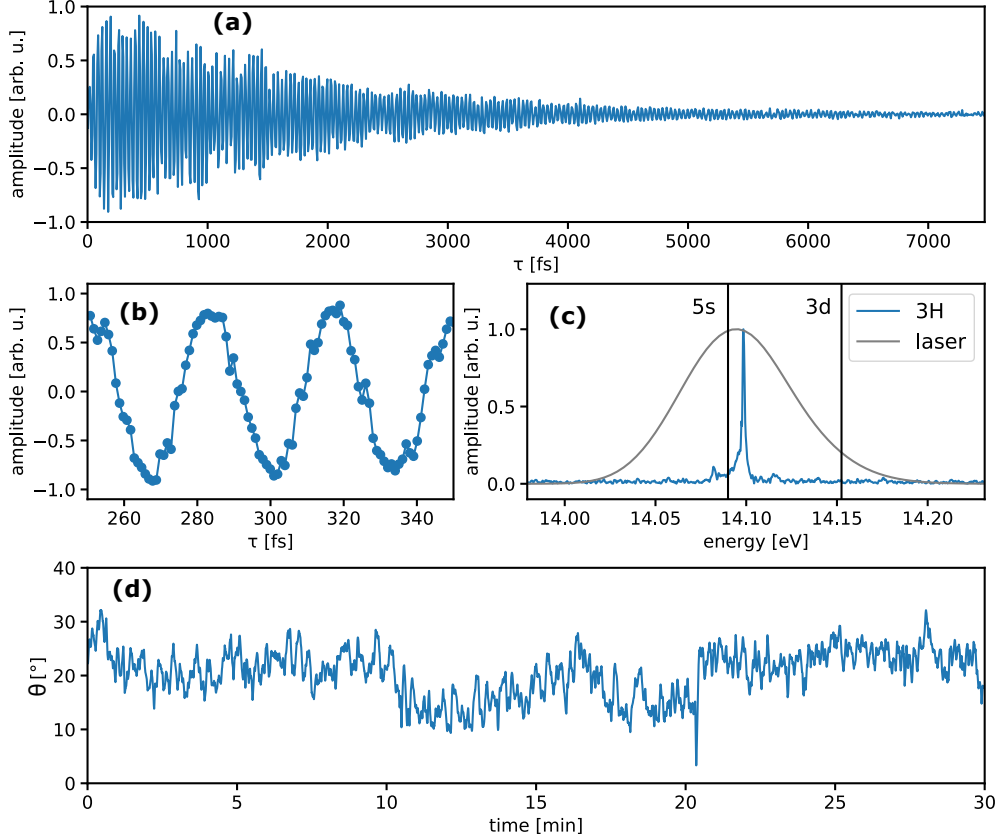 (a)
amplitude [arb. u.]
1.0
0.5
0.0
−0.5
−1.0
0 1000 2000 3000 4000 5000 6000 7000
τ [fs]
(b)
amplitude [arb. u.]
1.0
0.5
0.0
−0.5
−1.0
260 280 300 320 340
τ [fs]
(c)
5s 3d
3H
laser
amplitude [arb. u.]
1.0
0.5
0.0
14.00 14.05 14.10 14.15 14.20
energy [eV]
(d)
θ [°]
40
30
20
10
0
0 5 10 15 20 25 30
time [min]